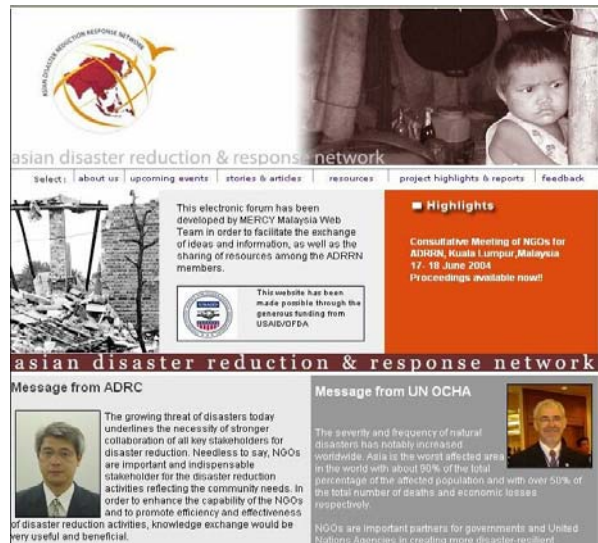 ASIAN DISASTER REDUCTION RESPONSE NETWORK
asian disaster reduction & response network
Select: about us upcoming events stories & articles resources project highlights & reports feedback
This electronic forum has been
developed by MERCY Malaysia Web
Team in order to facilitate the exchange
of ideas and information, as well as the
sharing of resources among the ADRRN
members.
USAID
This website has been
made possible through the
generous funding from
USAID/OFDA
Highlights
Consultative Meeting of NGOs for
ADRRN, Kuala Lumpur,Malaysia
17- 18 June 2004
Proceedings available now!!
asian disaster reduction & response network
Message from ADRC
The growing threat of disasters today
underlines the necessity of stronger
collaboration of all key stakeholders for
disaster reduction. Needless to say, NGOs
are important and indispensable
stakeholder for the disaster reduction
activities reflecting the community needs. In
order to enhance the capability of the NGOs
and to promote efficiency and effectiveness
of disaster reduction activities, knowledge exchange would be
very useful and beneficial.
Message from UN OCHA
The severity and frequency of natural
disasters has notably increased
worldwide. Asia is the worst affected area
in the world with about 90% of the total
percentage of the affected population and with over 50% of
the total number of deaths and economic losses
respectively.
NGOs are important partners for governments and United
Nations Agencies in creating more disaster-resilient